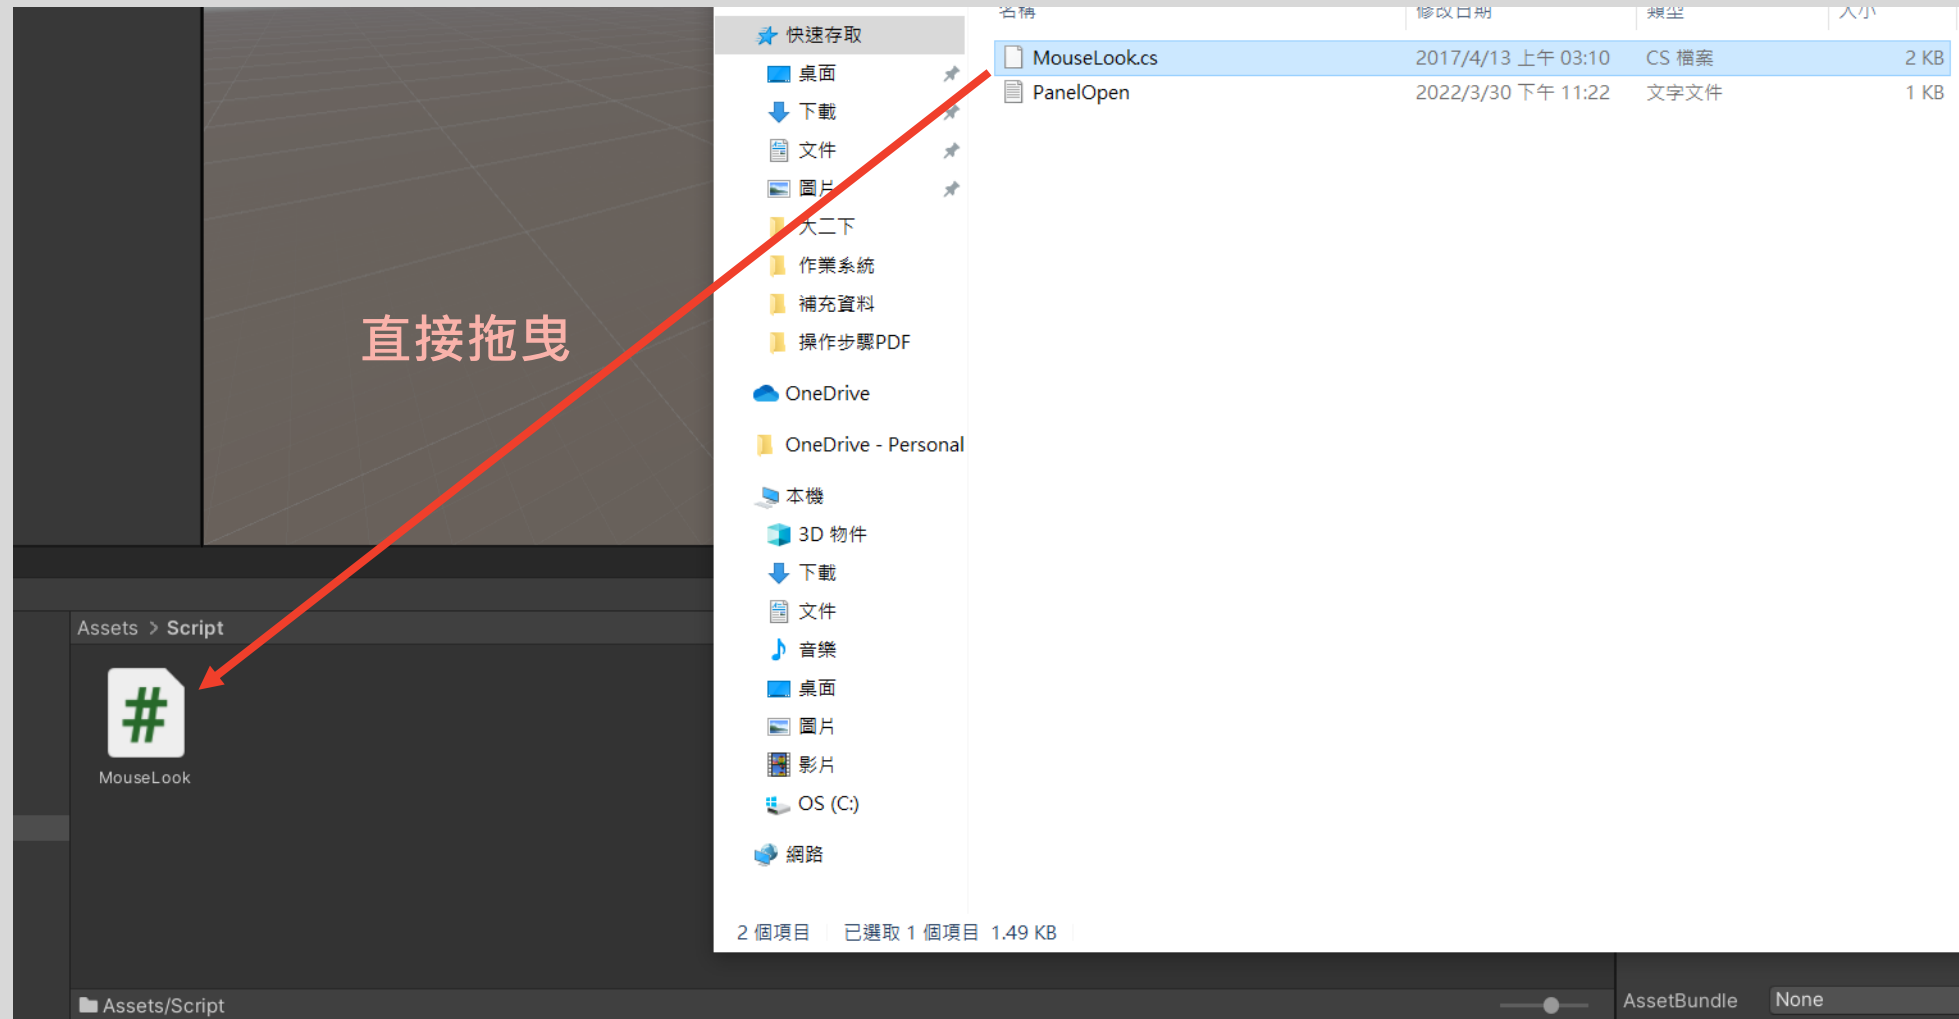 名稱 修改日期 類型 大小
快速存取
MouseLook.cs 2017/4/13 上午 03:10 CS 檔案 2 KB
桌面
PanelOpen 2022/3/30 下午 11:22 文字文件 1 KB
下載
文件
圖片
大二下
作業系統
補充資料
直接拖曳
操作步驟PDF
OneDrive
OneDrive - Personal
本機
3D 物件
下載
文件
Assets > Script
音樂
桌面
圖片
影片
MouseLook
OS (C:)
網路
2 個項目 已選取 1 個項目 1.49 KB
Assets/Script
AssetBundle None